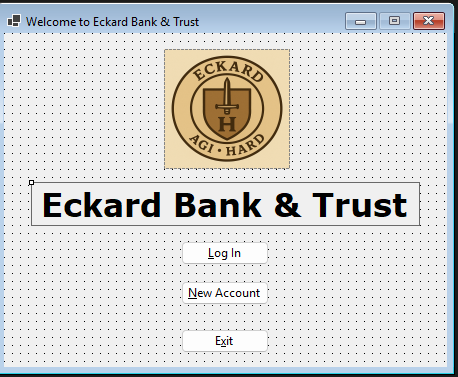 Welcome to Eckard Bank & Trust
ECKARD
H
AGI • HARD
Eckard Bank & Trust
Log In
New Account
Exit